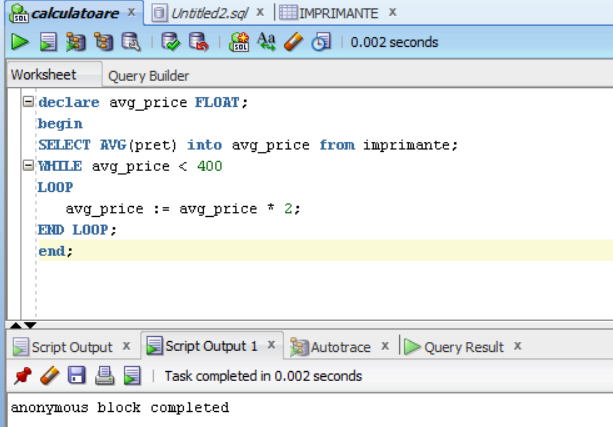 calculatoare x Untitled2.sql x IMPRIMANTE x
0.002 seconds
Worksheet Query Builder
declare avg_price FLOAT;
begin
SELECT AVG(pret) into avg_price from imprimante;
WHILE avg_price < 400
LOOP
avg_price := avg_price * 2;
END LOOP;
end;
Script Output x Script Output 1 x Autotrace x Query Result x
Task completed in 0.002 seconds
anonymous block completed